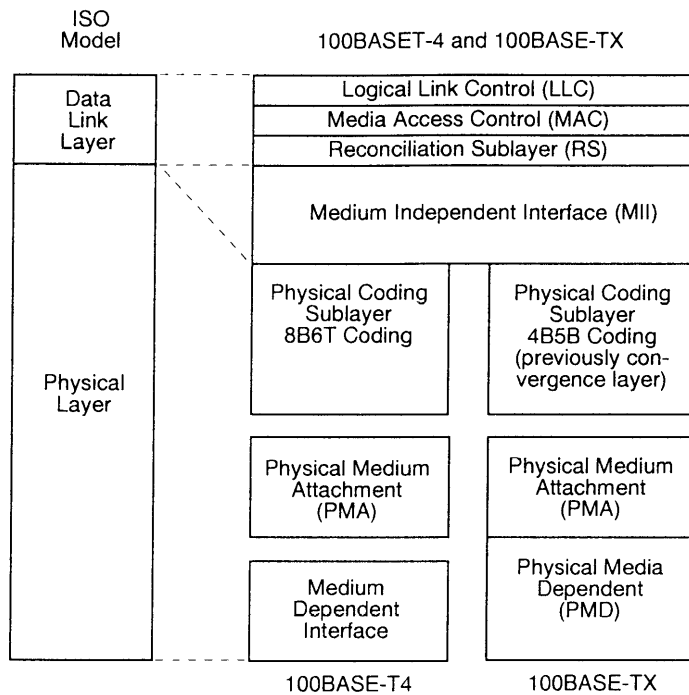 ISO
Model
100BASET-4 and 100BASE-TX
Data
Link
Layer
Logical Link Control (LLC)
Media Access Control (MAC)
Reconciliation Sublayer (RS)
Medium Independent Interface (MII)
Physical
Layer
Physical Coding
Sublayer
8B6T Coding
Physical Coding
Sublayer
4B5B Coding
(previously con-
vergence layer)
Physical Medium
Attachment
(PMA)
Physical Medium
Attachment
(PMA)
Medium
Dependent
Interface
Physical Media
Dependent
(PMD)
100BASE-T4
100BASE-TX